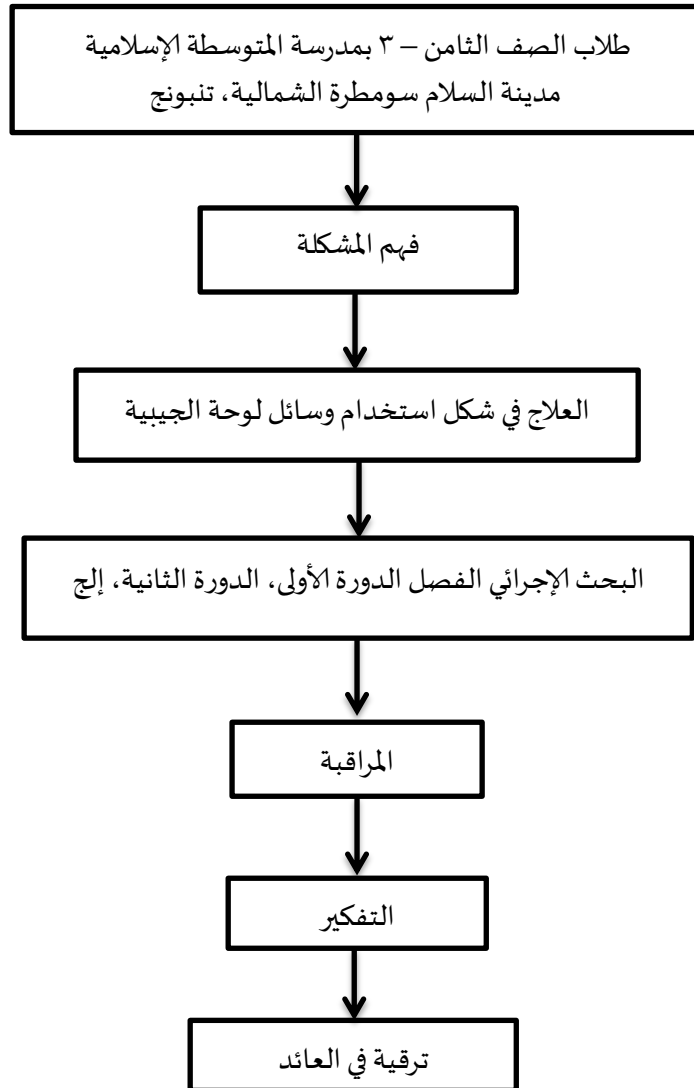 طلاب الصف الثامن – ٣ بمدرسة المتوسطة الإسلامية
مدينة السلام سومطرة الشمالية، تنبونج
فهم المشكلة
العلاج في شكل استخدام وسائل لوحة الجيبية
البحث الإجرائي الفصل الدورة الأولى، الدورة الثانية، إلج
المراقبة
التفكير
ترقية في العائد